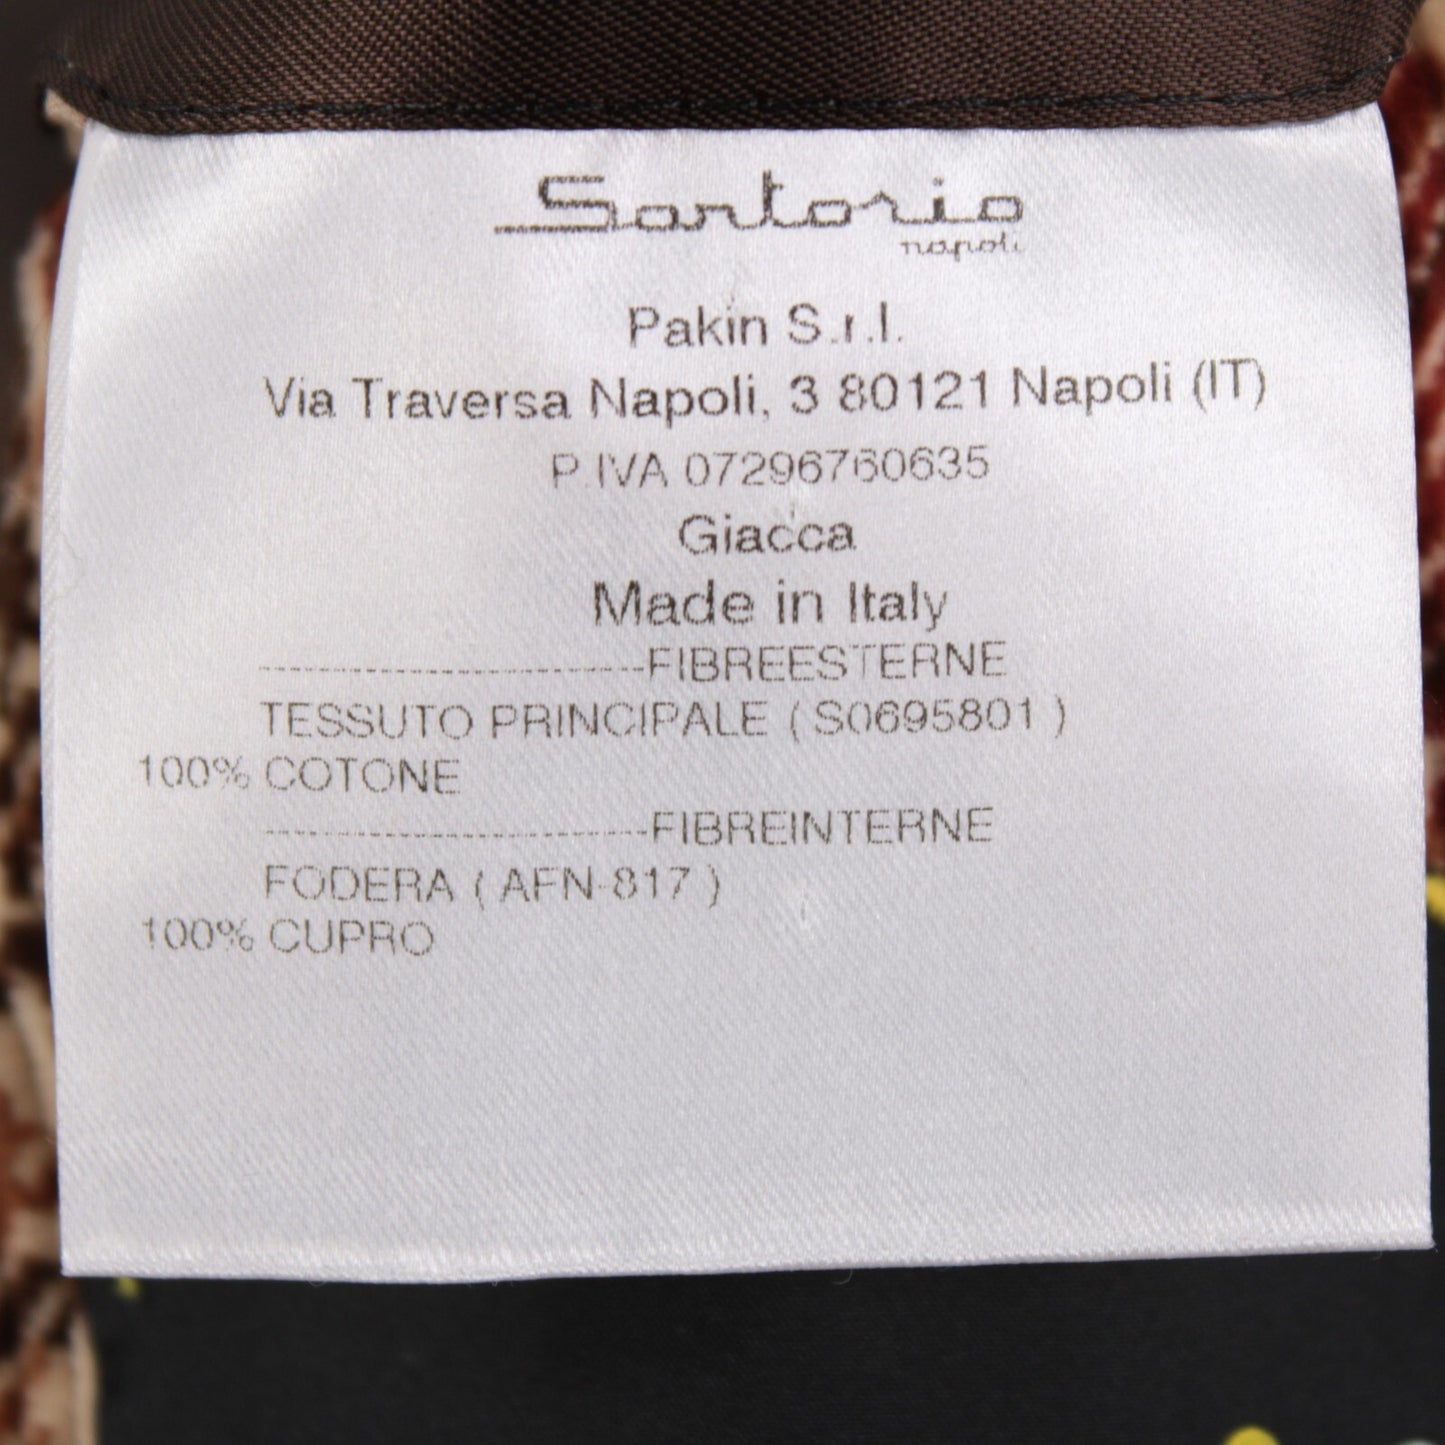 Sartorio
napoli
Pakin S.r.l.
Via Traversa Napoli, 3 80121 Napoli (IT)
P.IVA 07296760635
Giacca
Made in Italy
-------------------------FIBREESTERNE
TESSUTO PRINCIPALE ( S0695801 )
100% COTONE
-------------------------FIBREINTERNE
FODERA ( AFN-817 )
100% CUPRO